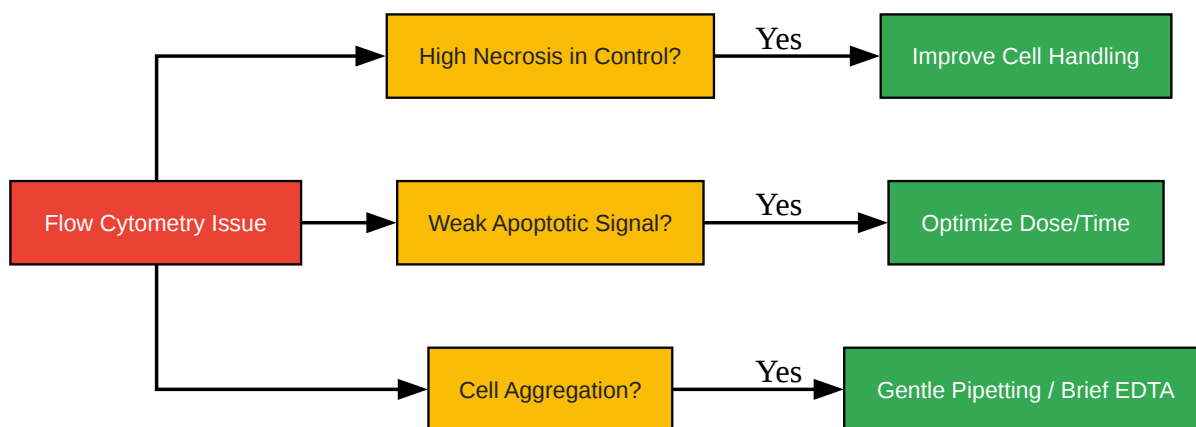 High Necrosis in Control?
Yes
Improve Cell Handling
Flow Cytometry Issue
Weak Apoptotic Signal?
Yes
Optimize Dose/Time
Cell Aggregation?
Yes
Gentle Pipetting / Brief EDTA